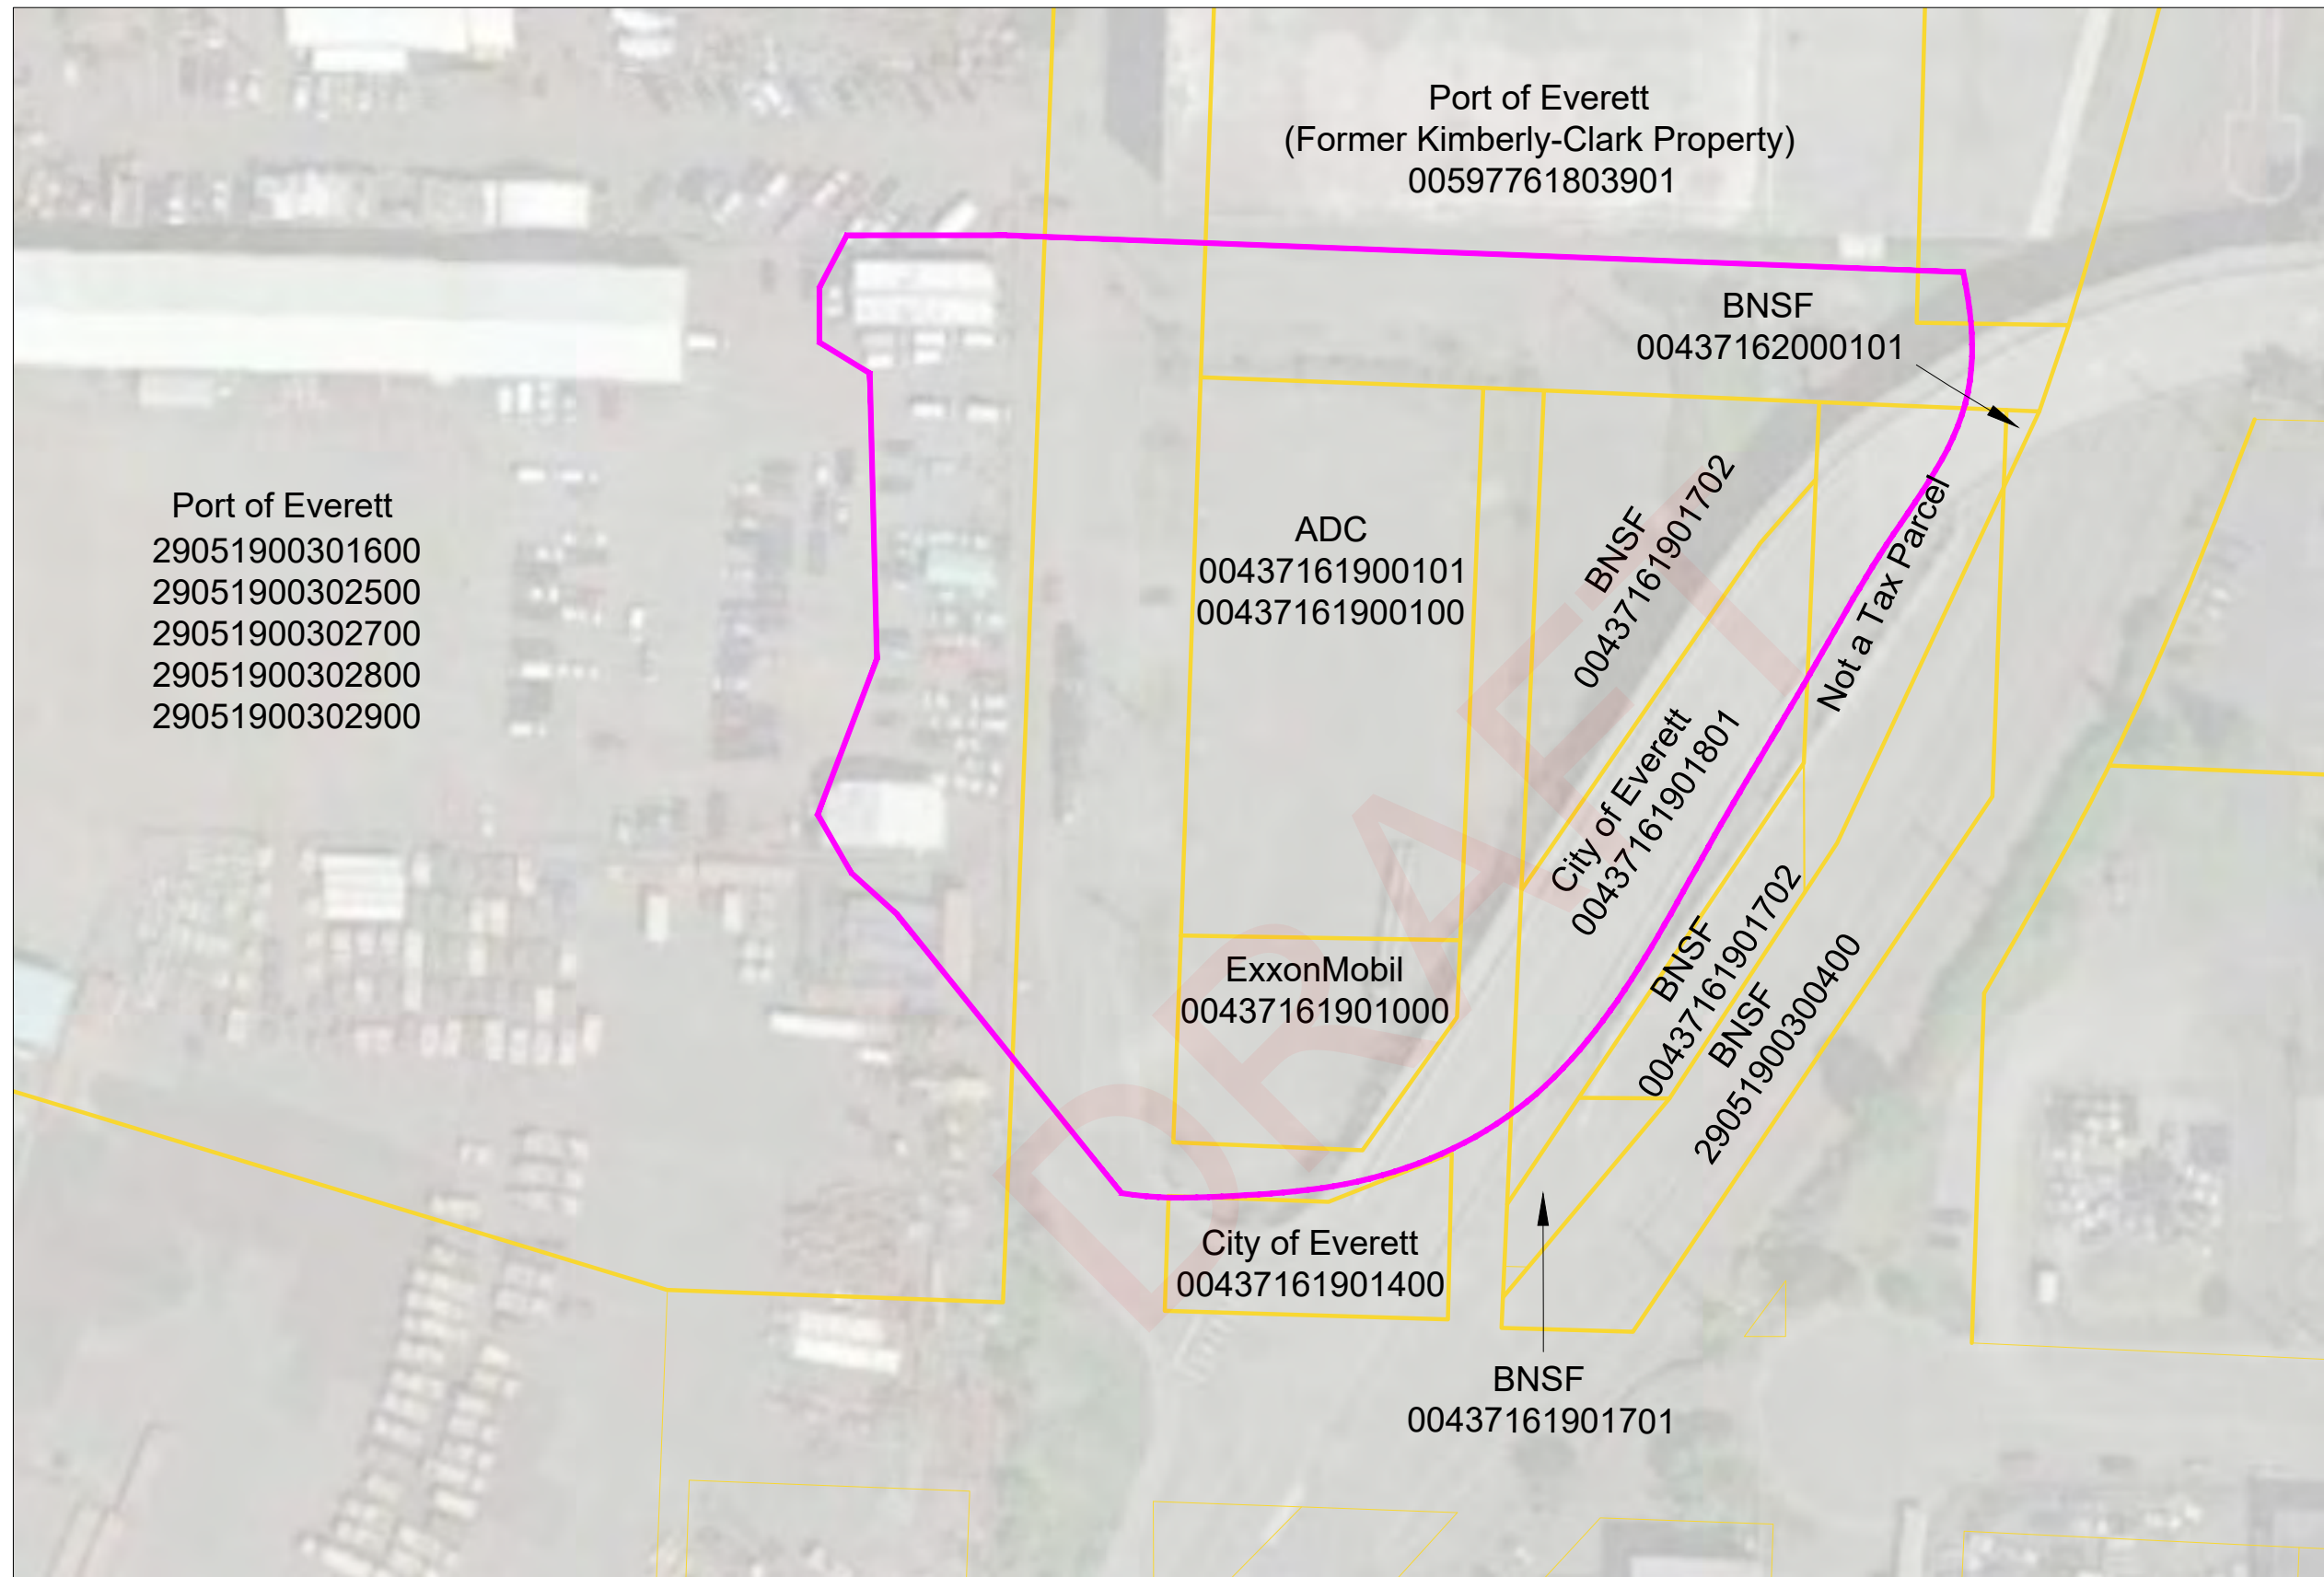 Port of Everett
(Former Kimberly-Clark Property)
00597761803901
BNSF
00437162000101
Port of Everett
29051900301600
29051900302500
29051900302700
29051900302800
29051900302900
ADC
00437161900101
00437161900100
BNSF
00437161901702
Not a Tax Parcel
City of Everett
00437161901801
BNSF
00437161901702
BNSF
29051900300400
ExxonMobil
00437161901000
City of Everett
00437161901400
BNSF
00437161901701
DRAFT